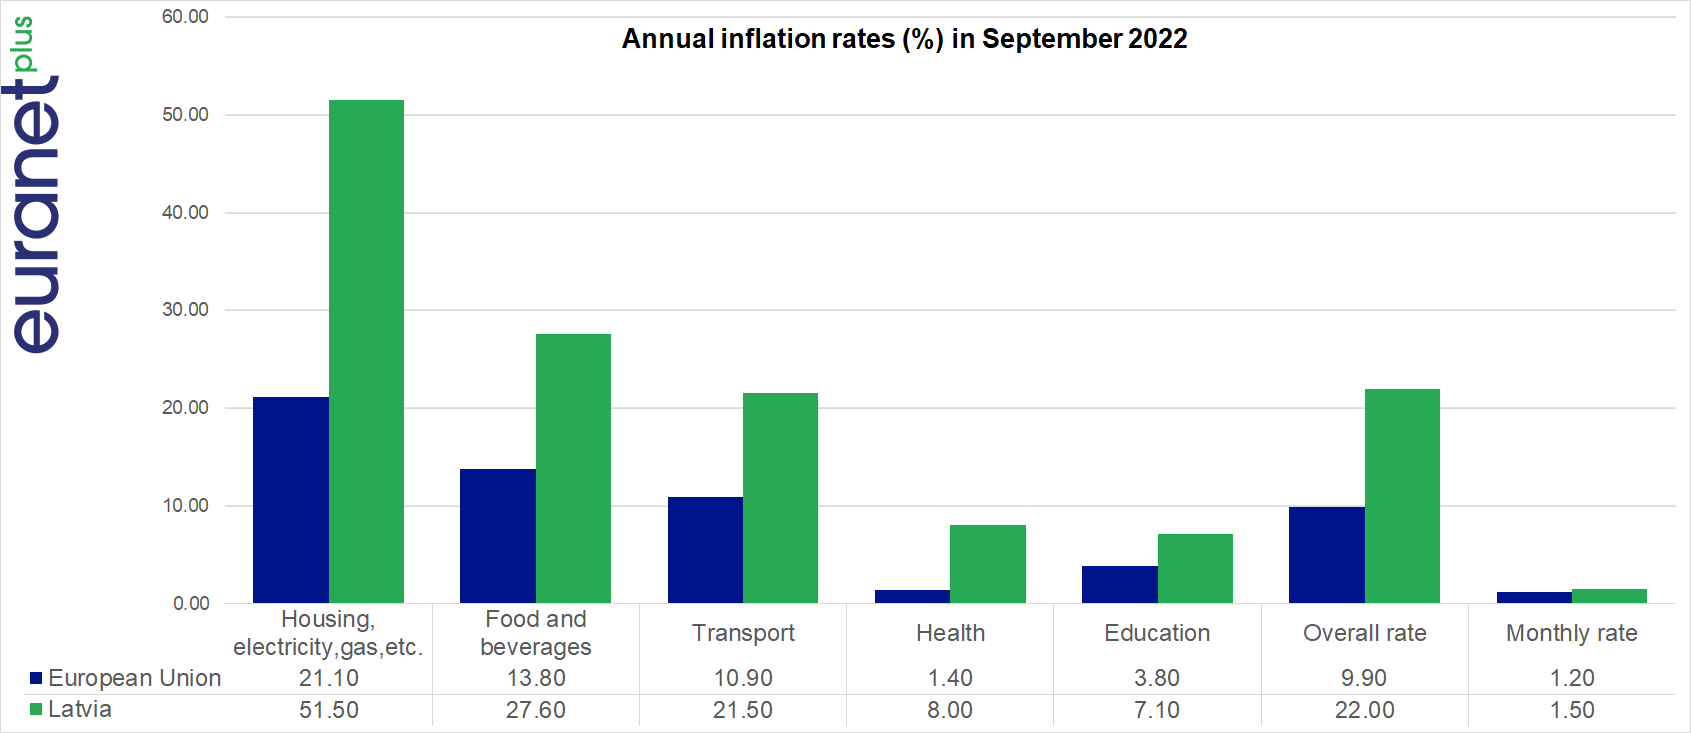 euranet plus
Annual inflation rates (%) in September 2022
60.00
50.00
40.00
30.00
20.00
10.00
0.00
Housing, electricity,gas,etc. Food and beverages Transport Health Education Overall rate Monthly rate
European Union 21.10 13.80 10.90 1.40 3.80 9.90 1.20
Latvia 51.50 27.60 21.50 8.00 7.10 22.00 1.50